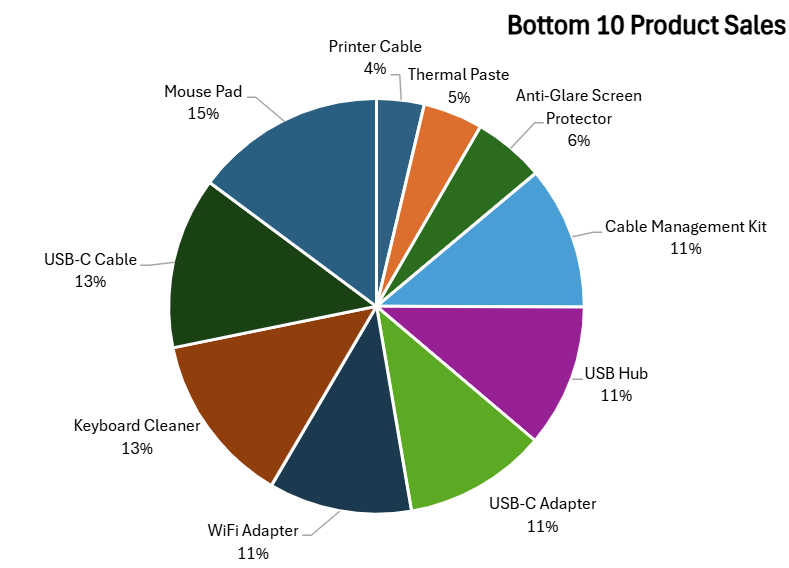 Bottom 10 Product Sales
Printer Cable
4%
Thermal Paste
5%
Anti-Glare Screen
Protector
6%
Cable Management Kit
11%
USB Hub
11%
USB-C Adapter
11%
WiFi Adapter
11%
Keyboard Cleaner
13%
USB-C Cable
13%
Mouse Pad
15%